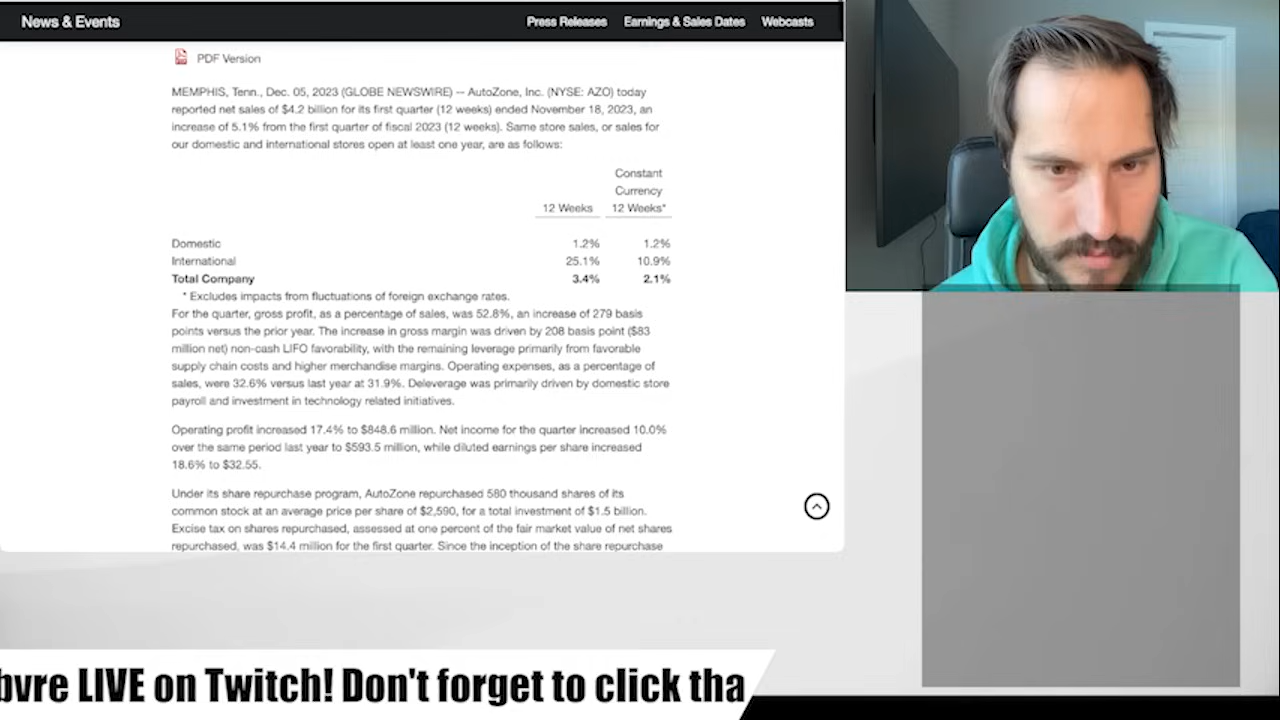 News & Events
Press Releases
Earnings & Sales Dates
Webcasts
PDF Version
MEMPHIS, Tenn., Dec. 05, 2023 (GLOBE NEWSWIRE) -- AutoZone, Inc. (NYSE: AZO) today
reported net sales of $4.2 billion for its first quarter (12 weeks) ended November 18, 2023, an
increase of 5.1% from the first quarter of fiscal 2023 (12 weeks). Same store sales, or sales for
our domestic and international stores open at least one year, are as follows:
Constant
Currency
12 Weeks 12 Weeks*
Domestic 1.2% 1.2%
International 25.1% 10.9%
Total Company 3.4% 2.1%
* Excludes impacts from fluctuations of foreign exchange rates.
For the quarter, gross profit, as a percentage of sales, was 52.8%, an increase of 279 basis
points versus the prior year. The increase in gross margin was driven by 208 basis point ($83
million net) non-cash LIFO favorability, with the remaining leverage primarily from favorable
supply chain costs and higher merchandise margins. Operating expenses, as a percentage of
sales, were 32.6% versus last year at 31.9%. Deleverage was primarily driven by domestic store
payroll and investment in technology related initiatives.
Operating profit increased 17.4% to $848.6 million. Net income for the quarter increased 10.0%
over the same period last year to $593.5 million, while diluted earnings per share increased
18.6% to $32.55.
Under its share repurchase program, AutoZone repurchased 580 thousand shares of its
common stock at an average price per share of $2,590, for a total investment of $1.5 billion.
Excise tax on shares repurchased, assessed at one percent of the fair market value of net shares
repurchased, was $14.4 million for the first quarter. Since the inception of the share repurchase
bvre LIVE on Twitch! Don't forget to click tha